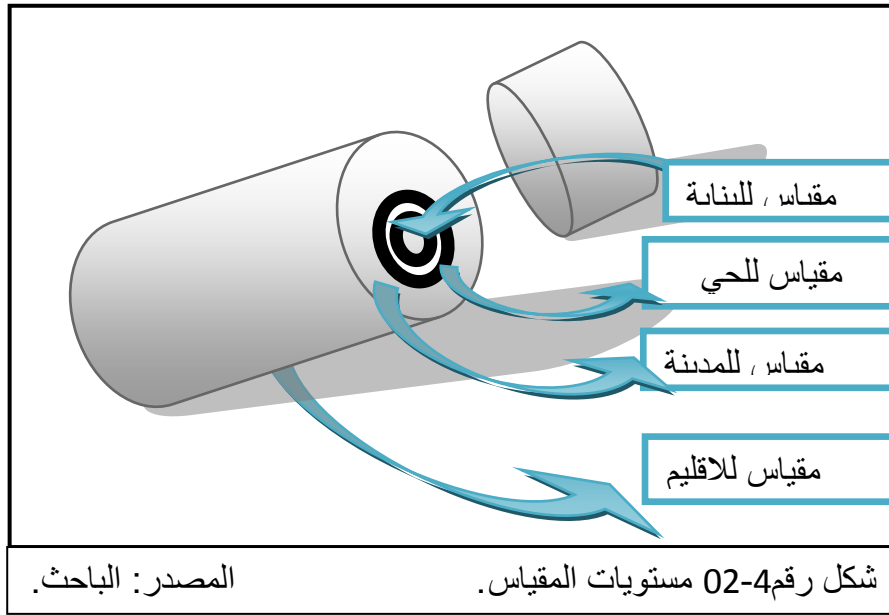 مقياس للبناية
مقياس للحي
مقياس للمدينة
مقياس للاقليم
شكل رقم4-02 مستويات المقياس. المصدر: الباحث.